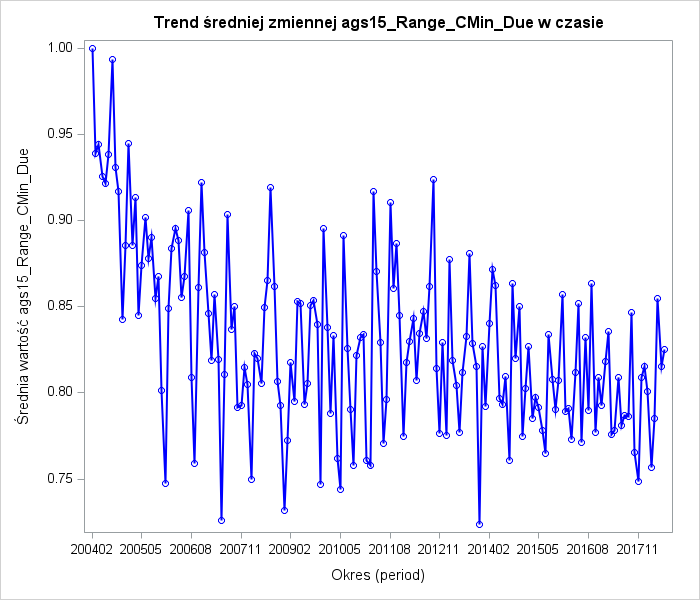 Trend średniej zmiennej ags15_Range_CMin_Due w czasie
Średnia wartość ags15_Range_CMin_Due
1.00
0.95
0.90
0.85
0.80
0.75
200402 200505 200608 200711 200902 201005 201108 201211 201402 201505 201608 201711
Okres (period)